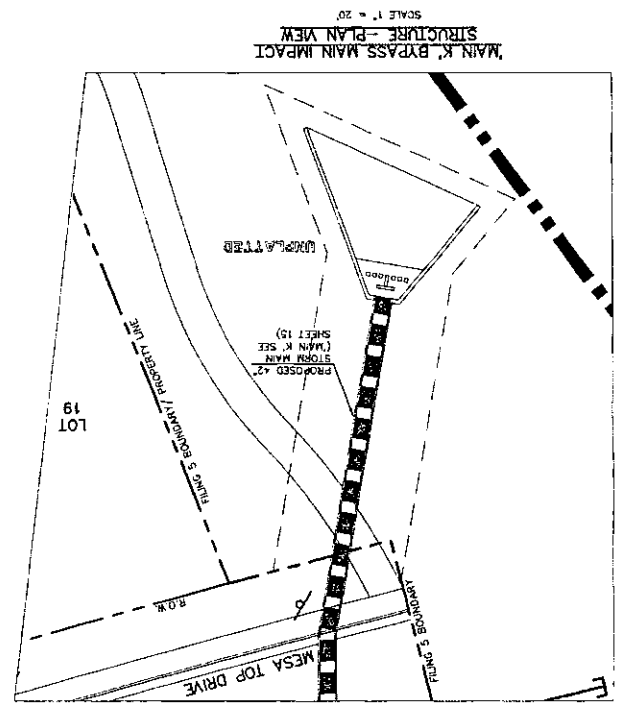 MESA TOP DRIVE
FILING 5 BOUNDARY
R.O.W.
LOT
19
FILING 5 BOUNDARY/ PROPERTY LINE
PROPOSED 42"
STORM MAIN
('MAIN K' SEE
SHEET 15)
UNPLATTED
'MAIN K' BYPASS MAIN IMPACT
STRUCTURE - PLAN VIEW
SCALE 1" = 20'